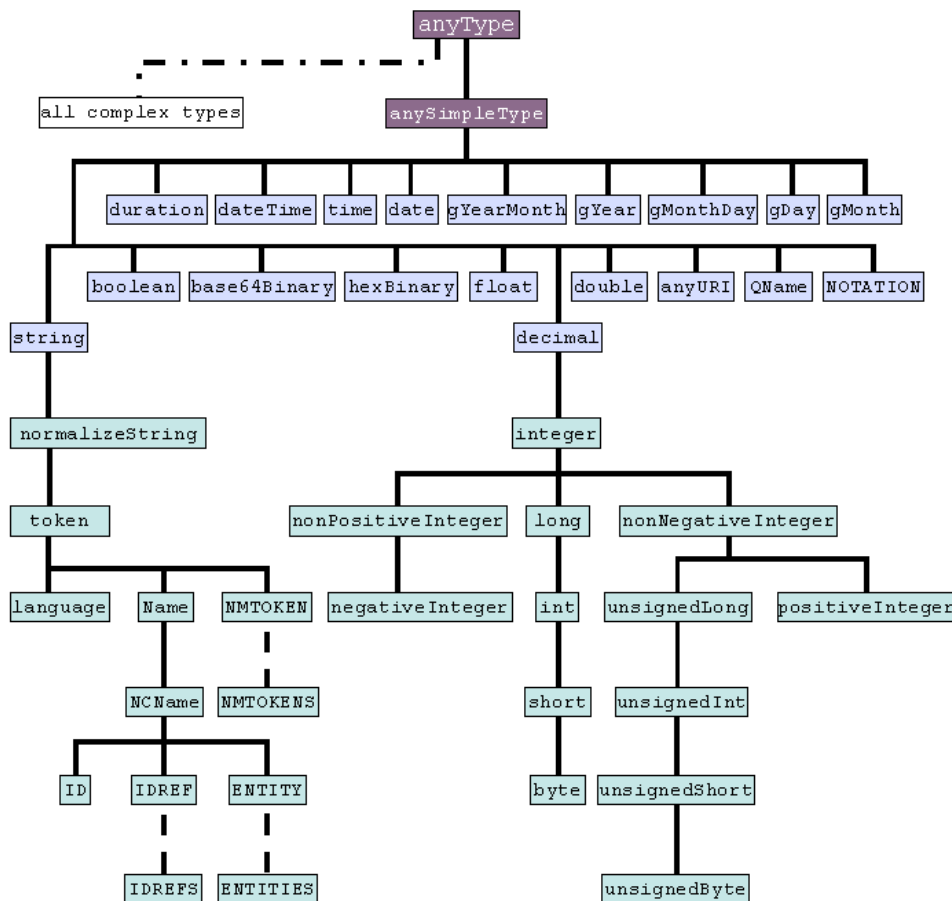 anyType
all complex types
anySimpleType
duration dateTime time date gYearMonth gYear gMonthDay gDay gMonth
boolean base64Binary hexBinary float double anyURI QName NOTATION
string decimal
normalizeString integer
token nonPositiveInteger long nonNegativeInteger
language Name NMTOKEN negativeInteger int unsignedLong positiveInteger
NCName NMTOKENS short unsignedInt
ID IDREF ENTITY byte unsignedShort
IDREFS ENTITIES unsignedByte